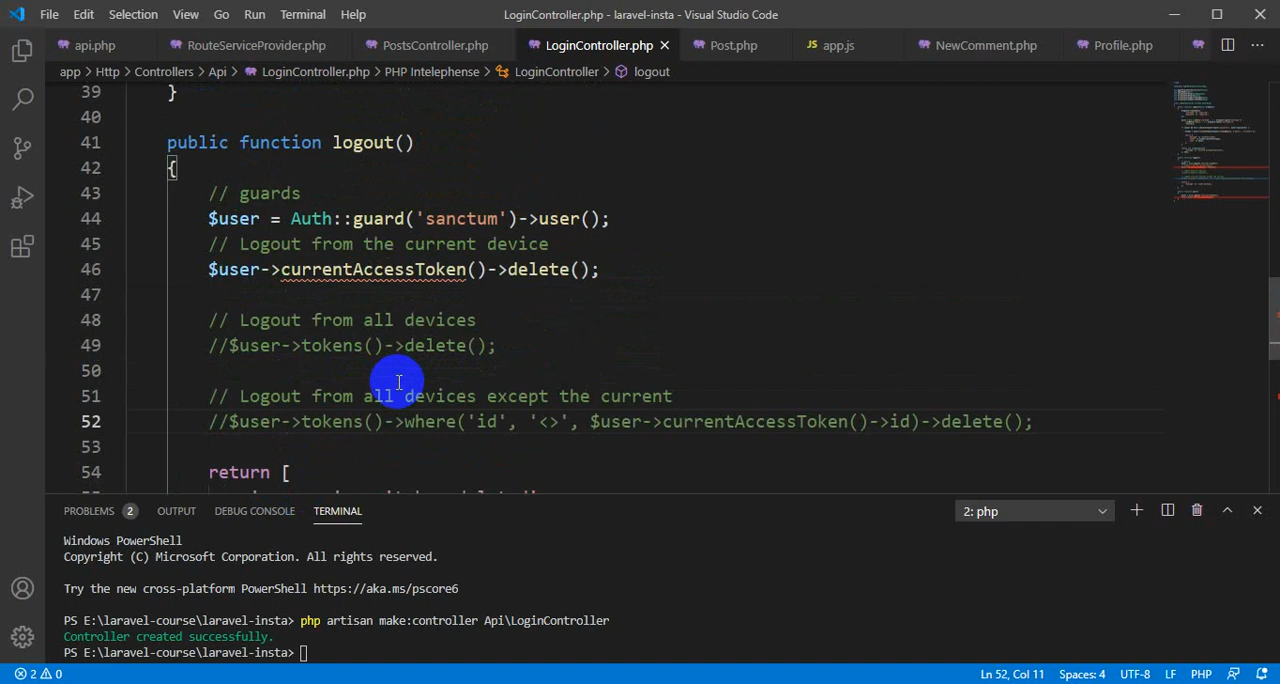 File Edit Selection View Go Run Terminal Help LoginController.php - laravel-insta - Visual Studio Code
api.php RouteServiceProvider.php PostsController.php LoginController.php Post.php JS app.js NewComment.php Profile.php
app > Http > Controllers > Api > LoginController.php > PHP Intelephense > LoginController > logout
39 }
40
41 public function logout()
42 {
43 // guards
44 $user = Auth::guard('sanctum')->user();
45 // Logout from the current device
46 $user->currentAccessToken()->delete();
47
48 // Logout from all devices
49 //$user->tokens()->delete();
50
51 // Logout from all devices except the current
52 //$user->tokens()->where('id', '<>', $user->currentAccessToken()->id)->delete();
53
54 return [
PROBLEMS 2 OUTPUT DEBUG CONSOLE TERMINAL 2: php
Windows PowerShell
Copyright (C) Microsoft Corporation. All rights reserved.
Try the new cross-platform PowerShell https://aka.ms/pscore6
PS E:\laravel-course\laravel-insta> php artisan make:controller Api\LoginController
Controller created successfully.
PS E:\laravel-course\laravel-insta>
2 0 Ln 52, Col 11 Spaces: 4 UTF-8 LF PHP